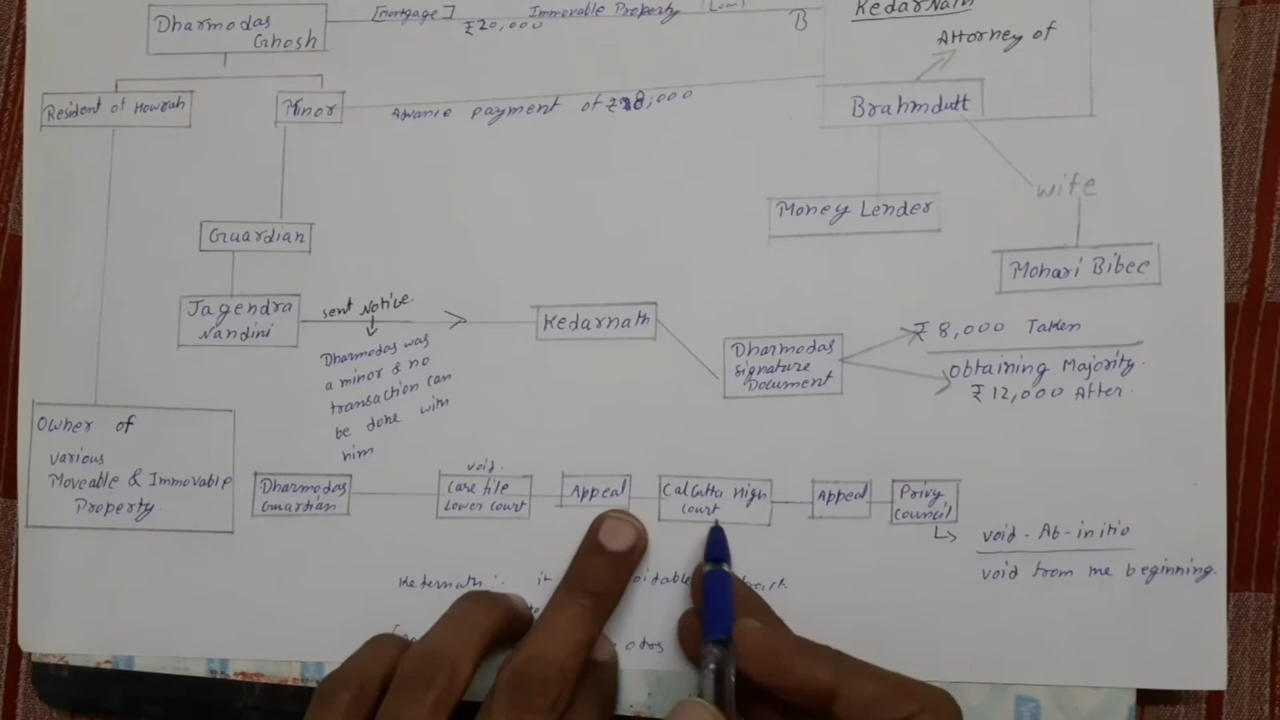 Dharmodas
Ghosh
[mortgage]
₹20,000
Immovable Property
B
KedarNath
Attorney of
Resident of Howrah
Minor
Advance payment of ₹
Brahmdutt
wife
Money Lender
Mohari Bibee
Guardian
Jagendra
Nandini
sent Notice.
Dharmodas was
a minor & no
transaction can
be done with
him
Kedarnath
Dharmodas
signature
Document
₹ 8,000 Taken
obtaining Majority.
₹ 12,000 After.
Owner of
various
Moveable & Immovable
Property
Dharmodas
Guardian
void.
Case file
Lower court
Appeal
Calcutta High
court
Appeal
Privy
Council
void - Ab-initio
void from the beginning.
Kedernath :- it